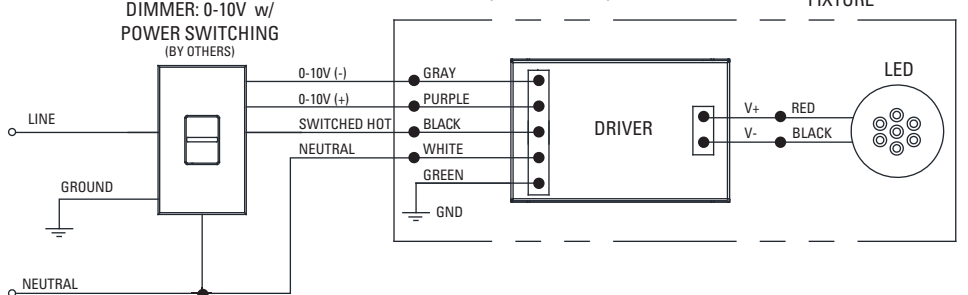 DIMMER: 0-10V w/
POWER SWITCHING
(BY OTHERS)
FIXTURE
LINE
GROUND
NEUTRAL
0-10V (-)
0-10V (+)
SWITCHED HOT
NEUTRAL
GRAY
PURPLE
BLACK
WHITE
GREEN
GND
DRIVER
V+
V-
RED
BLACK
LED